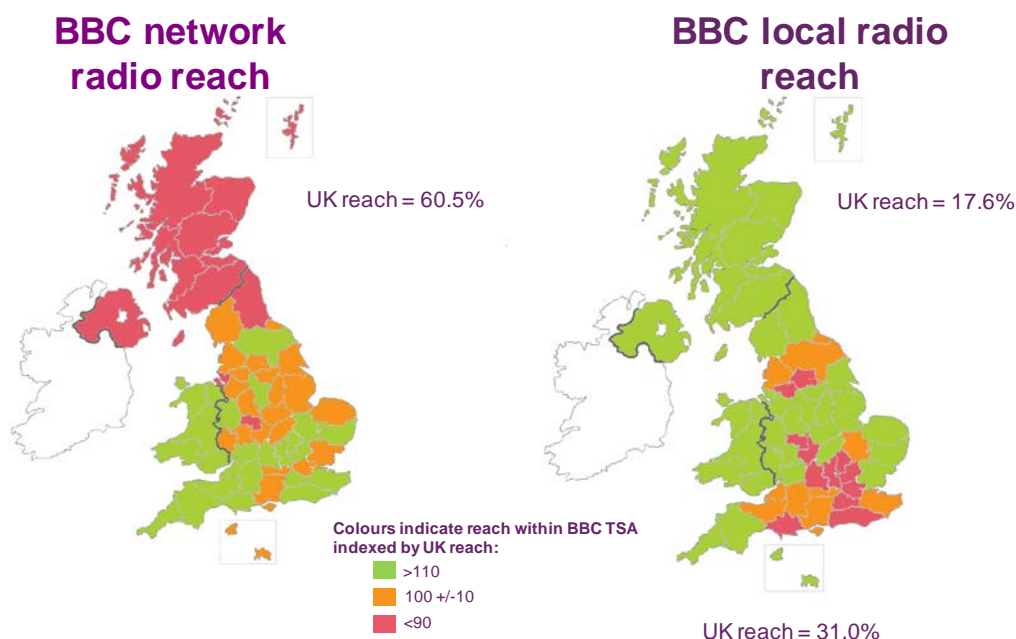 BBC network
radio reach
BBC local radio
reach
UK reach = 60.5%
UK reach = 17.6%
Colours indicate reach within BBC TSA
indexed by UK reach:
>110
100 +/-10
<90
UK reach = 31.0%